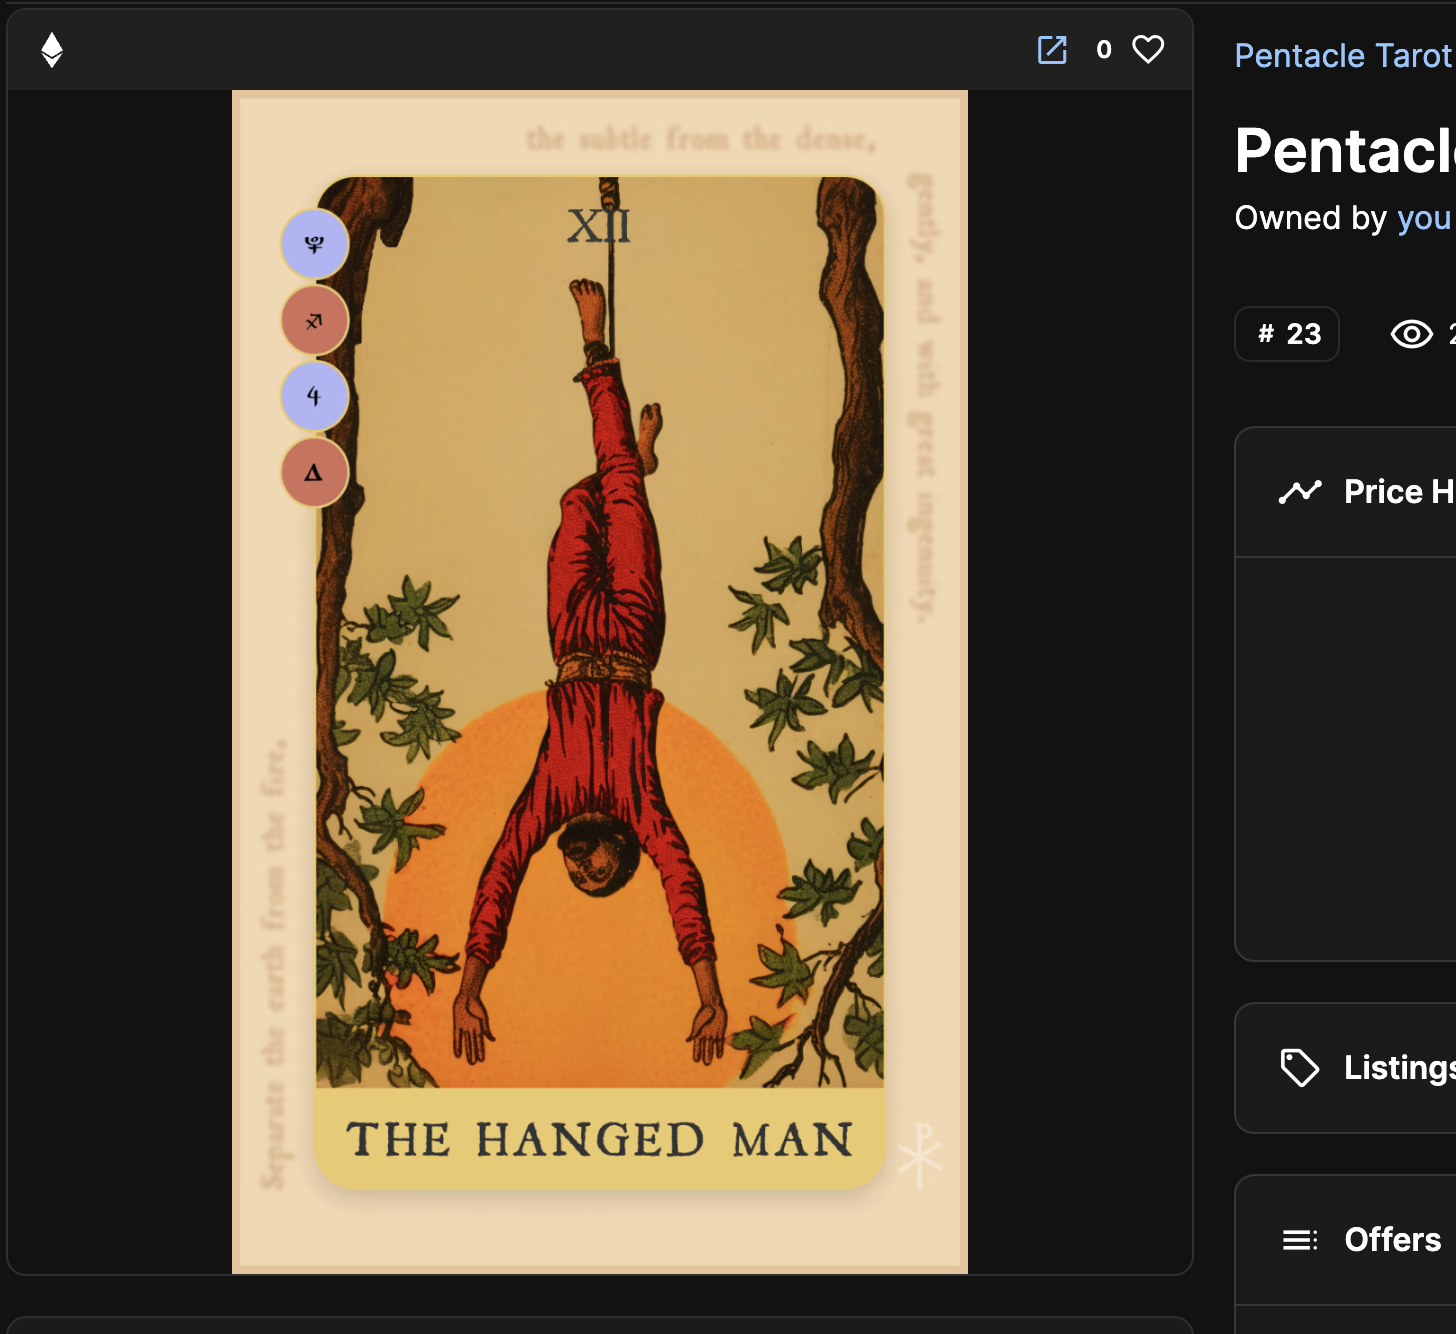 0
Pentacle Tarot
Pentacle
Owned by you
# 23
Price H
Listings
Offers
Separate the earth from the fire,
the subtle from the dense,
gently, and with great ingenuity.
XII
THE HANGED MAN